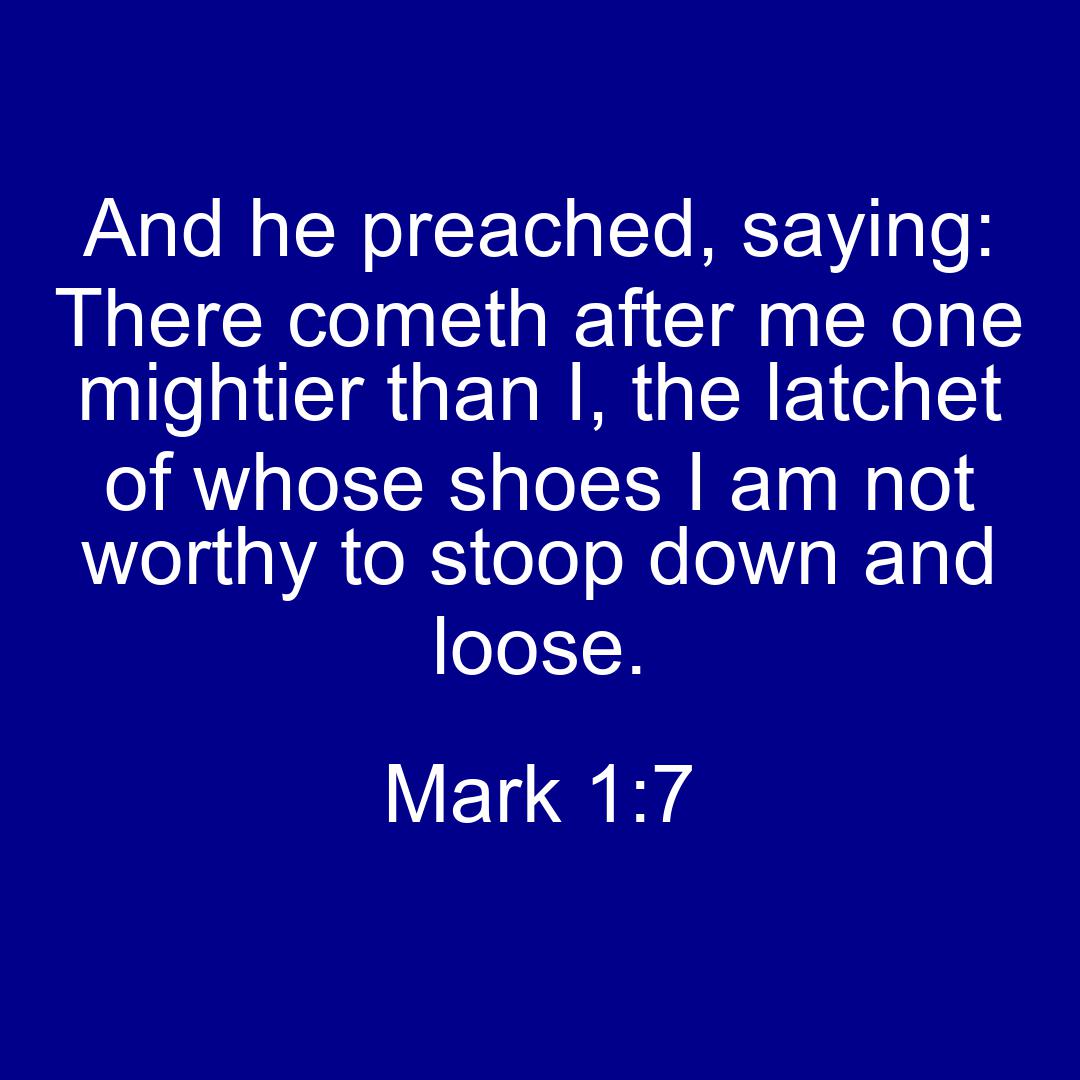 And he preached, saying:
There cometh after me one
mightier than I, the latchet
of whose shoes I am not
worthy to stoop down and
loose.
Mark 1:7